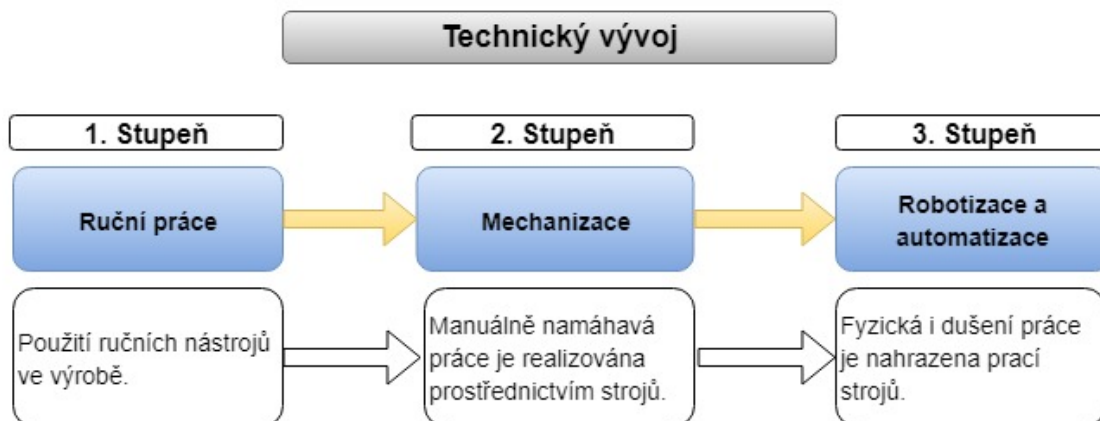 Technický vývoj
1. Stupeň
2. Stupeň
3. Stupeň
Ruční práce
Mechanizace
Robotizace a
automatizace
Použití ručních nástrojů
ve výrobě.
Manuálně namáhavá
práce je realizována
prostřednictvím strojů.
Fyzická i dušení práce
je nahrazena prací
strojů.